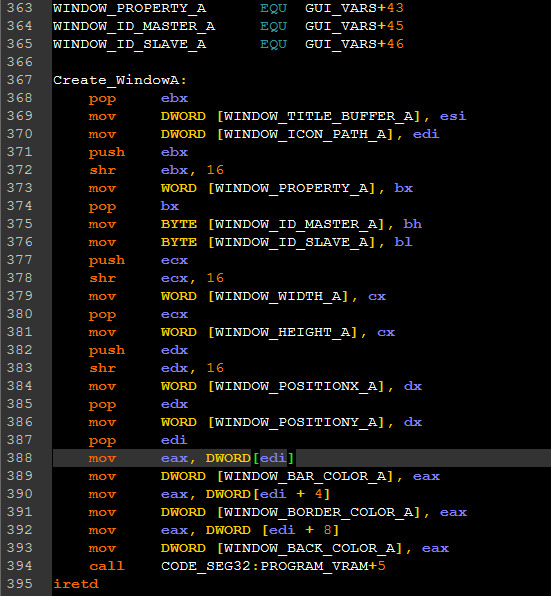 363 WINDOW_PROPERTY_A EQU GUI_VARS+43
364 WINDOW_ID_MASTER_A EQU GUI_VARS+45
365 WINDOW_ID_SLAVE_A EQU GUI_VARS+46
366
367 Create_WindowA:
368 pop ebx
369 mov DWORD [WINDOW_TITLE_BUFFER_A], esi
370 mov DWORD [WINDOW_ICON_PATH_A], edi
371 push ebx
372 shr ebx, 16
373 mov WORD [WINDOW_PROPERTY_A], bx
374 pop bx
375 mov BYTE [WINDOW_ID_MASTER_A], bh
376 mov BYTE [WINDOW_ID_SLAVE_A], bl
377 push ecx
378 shr ecx, 16
379 mov WORD [WINDOW_WIDTH_A], cx
380 pop ecx
381 mov WORD [WINDOW_HEIGHT_A], cx
382 push edx
383 shr edx, 16
384 mov WORD [WINDOW_POSITIONX_A], dx
385 pop edx
386 mov WORD [WINDOW_POSITIONY_A], dx
387 pop edi
388 mov eax, DWORD[edi]
389 mov DWORD [WINDOW_BAR_COLOR_A], eax
390 mov eax, DWORD[edi + 4]
391 mov DWORD [WINDOW_BORDER_COLOR_A], eax
392 mov eax, DWORD [edi + 8]
393 mov DWORD [WINDOW_BACK_COLOR_A], eax
394 call CODE_SEG32:PROGRAM_VRAM+5
395 iretd